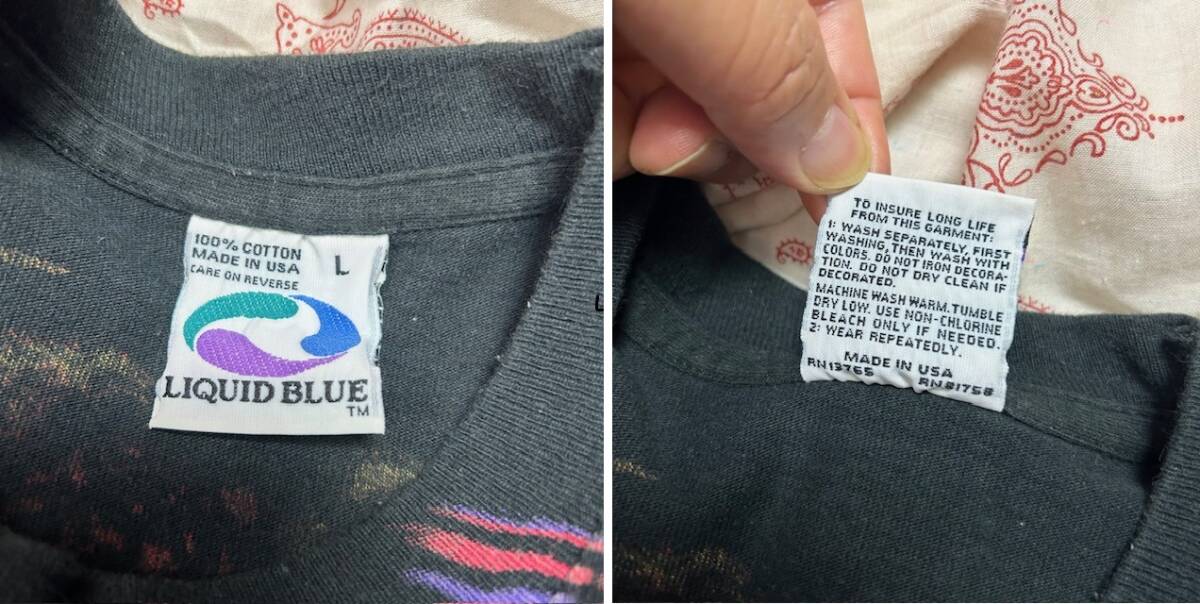 100% COTTON
MADE IN USA
CARE ON REVERSE
L
LIQUID BLUE
TM
TO INSURE LONG LIFE
FROM THIS GARMENT:
1: WASH SEPARATELY, FIRST
WASHING, THEN WASH WITH
COLORS. DO NOT IRON DECORA-
TION. DO NOT DRY CLEAN IF
DECORATED.
MACHINE WASH WARM. TUMBLE
DRY LOW. USE NON-CHLORINE
BLEACH ONLY IF NEEDED.
2: WEAR REPEATEDLY.
MADE IN USA
RN13765 RN81758